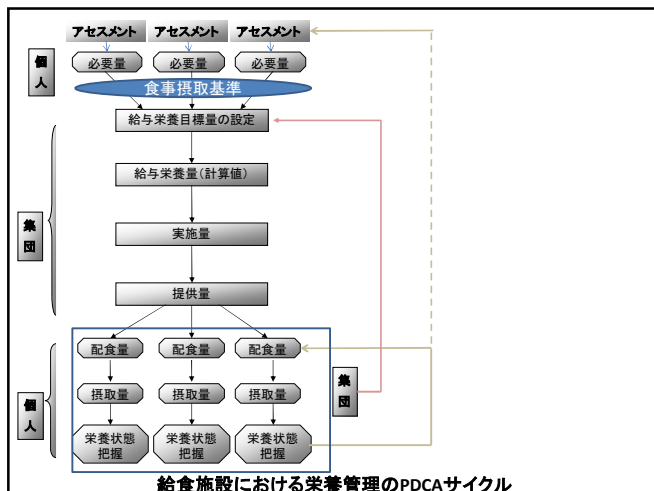 アセスメント アセスメント アセスメント
個人
必要量 必要量 必要量
食事摂取基準
給与栄養目標量の設定
給与栄養量(計算値)
集団
実施量
提供量
配食量 配食量 配食量
摂取量 摂取量 摂取量
集団
個人
栄養状態 栄養状態 栄養状態
把握 把握 把握
給食施設における栄養管理のPDCAサイクル